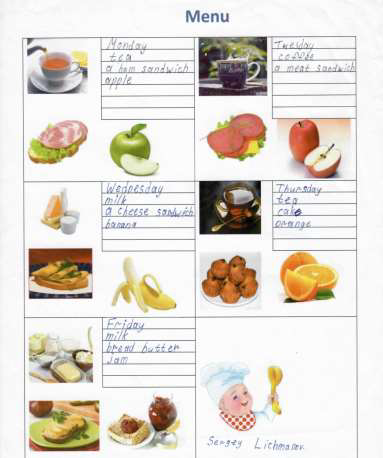 Menu
Monday
tea
a ham sandwich
apple
Tuesday
coffee
a meat sandwich
Wednesday
milk
a cheese sandwich
banana
Thursday
tea
cake
orange
Friday
milk
bread butter
jam
Sergey